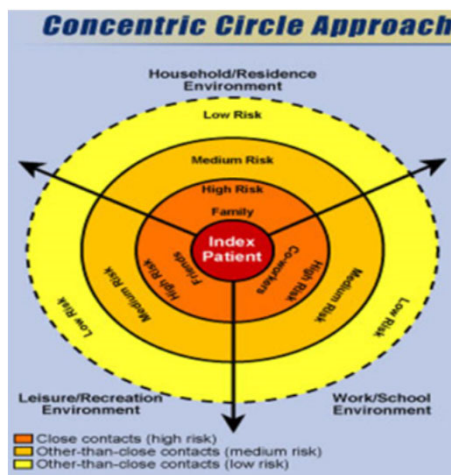 Concentric Circle Approach
Household/Residence
Environment
Low Risk
Medium Risk
High Risk
Family
Index
Patient
Friends
High Risk
Medium Risk
Low Risk
Co-workers
High Risk
Medium Risk
Low Risk
Leisure/Recreation
Environment
Work/School
Environment
Close contacts (high risk)
Other-than-close contacts (medium risk)
Other-than-close contacts (low risk)